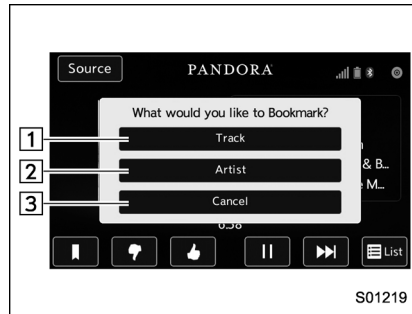 Source
PANDORA
What would you like to Bookmark?
1
Track
2
Artist
& B...
M...
3
Cancel
List
S01219